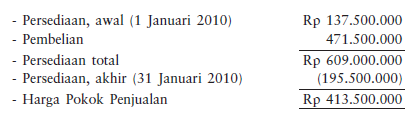 - Persediaan, awal (1 Januari 2010) Rp 137.500.000
- Pembelian 471.500.000
- Persediaan total Rp 609.000.000
- Persediaan, akhir (31 Januari 2010) (195.500.000)
- Harga Pokok Penjualan Rp 413.500.000